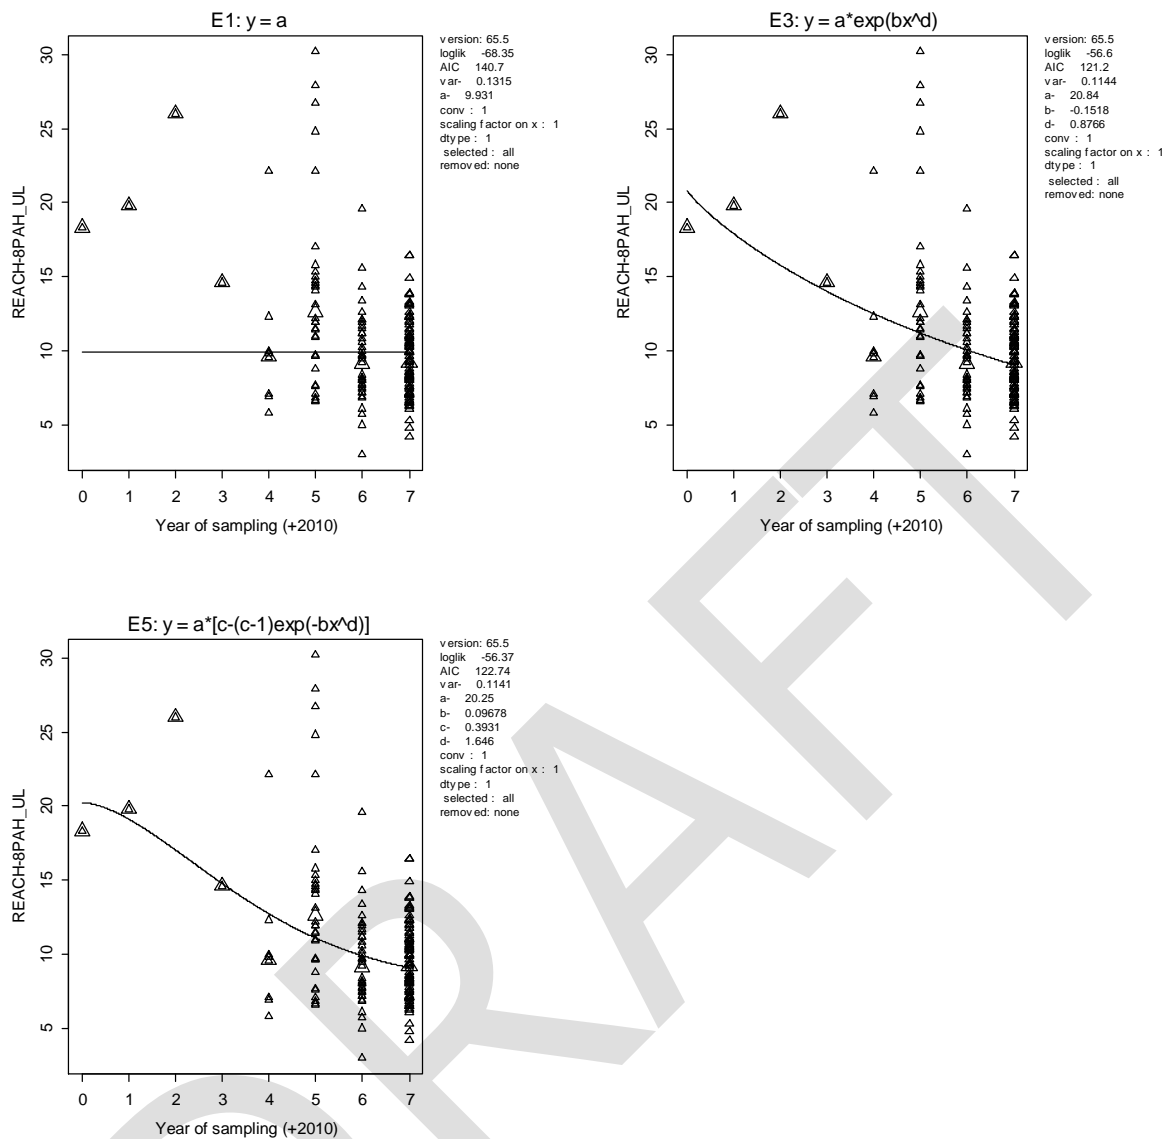 E1: y = a
REACH-8PAH_UL
30
25
20
15
10
5
0 1 2 3 4 5 6 7
Year of sampling (+2010)
version: 65.5
loglik -68.35
AIC 140.7
var- 0.1315
a- 9.931
conv : 1
scaling factor on x : 1
dtype : 1
selected : all
removed: none
E3: y = a*exp(bx^d)
REACH-8PAH_UL
30
25
20
15
10
5
0 1 2 3 4 5 6 7
Year of sampling (+2010)
version: 65.5
loglik -56.6
AIC 121.2
var- 0.1144
a- 20.84
b- -0.1518
d- 0.8766
conv : 1
scaling factor on x : 1
dtype : 1
selected : all
removed: none
E5: y = a*[c-(c-1)exp(-bx^d)]
REACH-8PAH_UL
30
25
20
15
10
5
0 1 2 3 4 5 6 7
Year of sampling (+2010)
version: 65.5
loglik -56.37
AIC 122.74
var- 0.1141
a- 20.25
b- 0.09678
c- 0.3931
d- 1.646
conv : 1
scaling factor on x : 1
dtype : 1
selected : all
removed: none
DRAFT